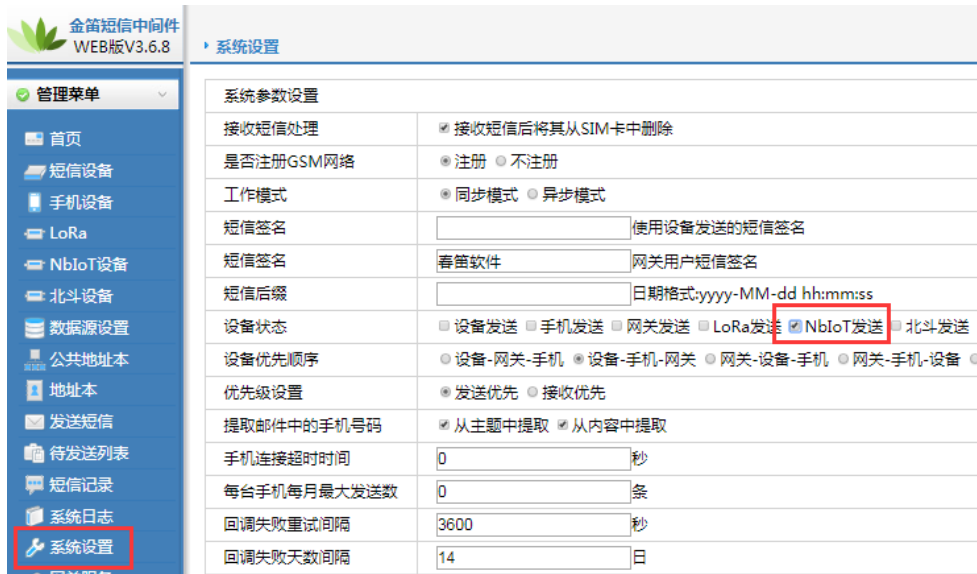 金笛短信中间件
WEB版V3.6.8
管理菜单
首页
短信设备
手机设备
LoRa
NbIoT设备
北斗设备
数据源设置
公共地址本
地址本
发送短信
待发送列表
短信记录
系统日志
系统设置
系统设置
系统参数设置
接收短信处理 接收短信后将其从SIM卡中删除
是否注册GSM网络 注册 不注册
工作模式 同步模式 异步模式
短信签名 使用设备发送的短信签名
短信签名 春笛软件 网关用户短信签名
短信后缀 日期格式:yyyy-MM-dd hh:mm:ss
设备状态 设备发送 手机发送 网关发送 LoRa发送 NbIoT发送 北斗发送
设备优先顺序 设备-网关-手机 设备-手机-网关 网关-设备-手机 网关-手机-设备
优先级设置 发送优先 接收优先
提取邮件中的手机号码 从主题中提取 从内容中提取
手机连接超时时间 0 秒
每台手机每月最大发送数 0 条
回调失败重试间隔 3600 秒
回调失败天数间隔 14 日